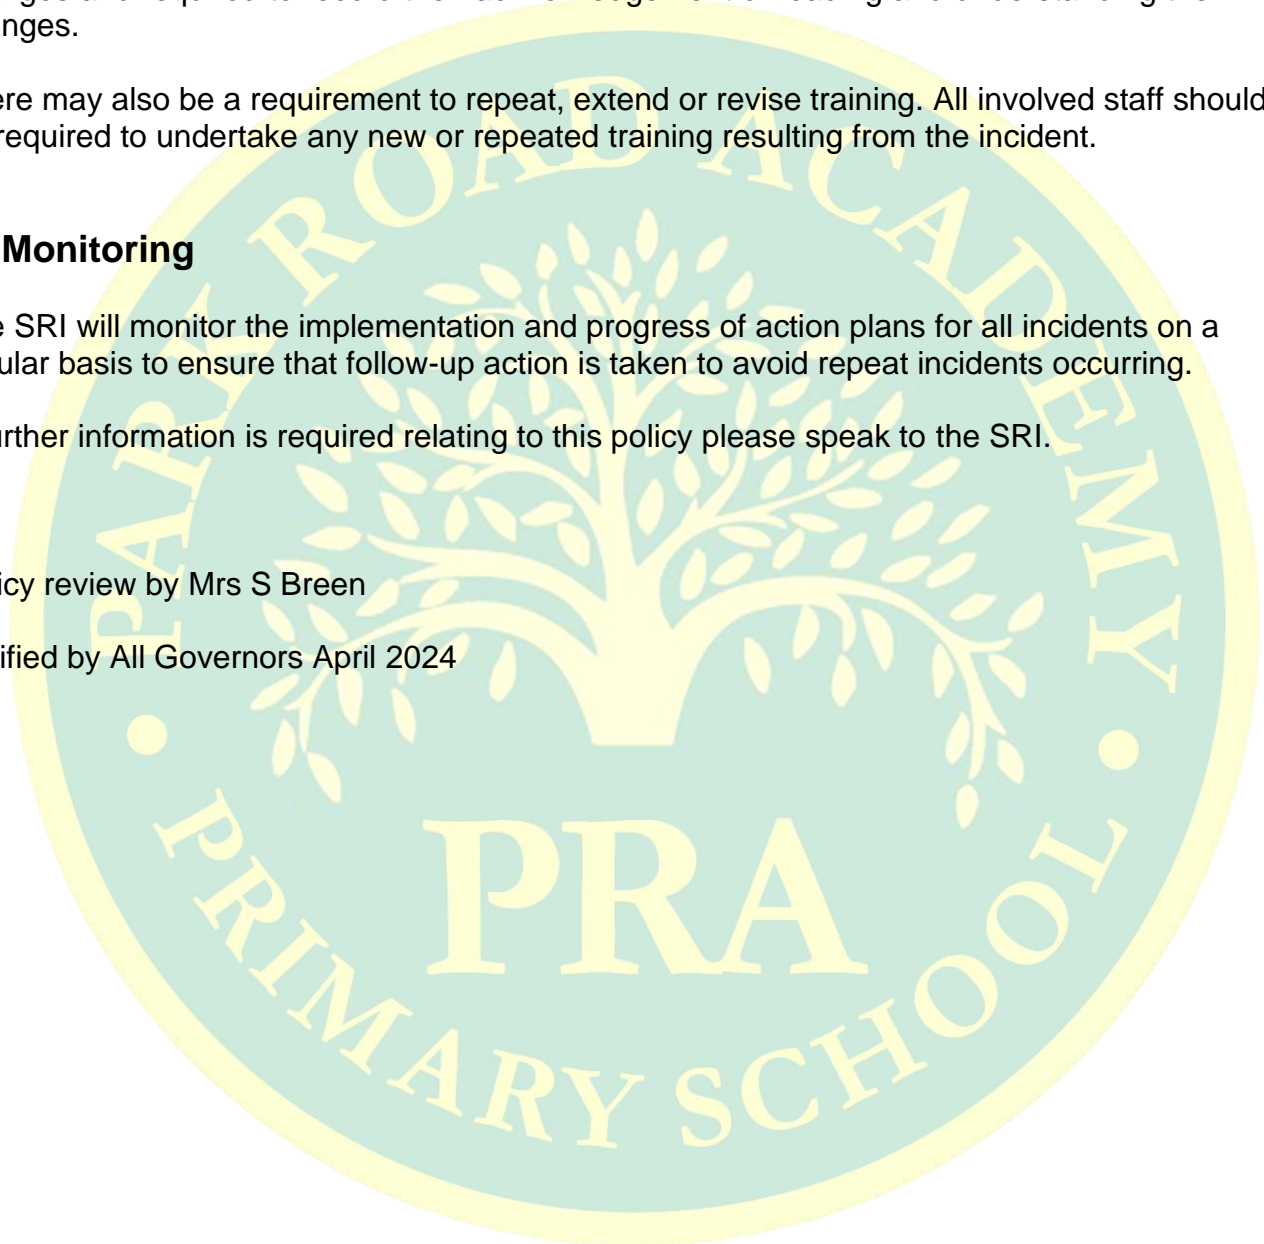 anges.
ere may also be a requirement to repeat, extend or revise training. All involved staff should
required to undertake any new or repeated training resulting from the incident.
Monitoring
e SRI will monitor the implementation and progress of action plans for all incidents on a
ular basis to ensure that follow-up action is taken to avoid repeat incidents occurring.
urther information is required relating to this policy please speak to the SRI.
icy review by Mrs S Breen
ified by All Governors April 2024
PARK ROAD ACADEMY
PRA
PRIMARY SCHOOL